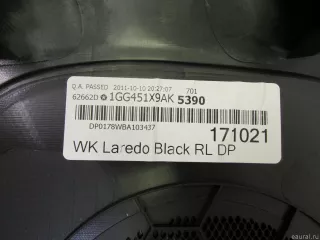 Q.A. PASSED 2011-10-10 20:27:07 701
62662D 1GG451X9AK 5390
DP0178WBA103437
171021
WK Laredo Black RL DP
eaural.ru